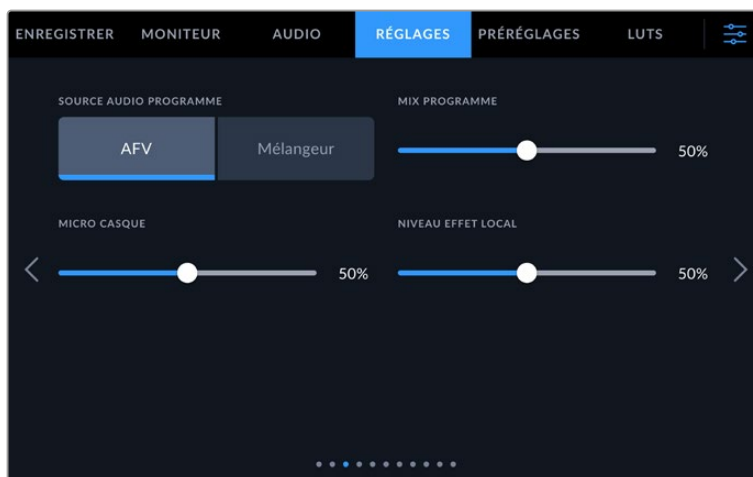 ENREGISTRER MONITEUR AUDIO RÉGLAGES PRÉRÉGLAGES LUTS
SOURCE AUDIO PROGRAMME MIX PROGRAMME
AFV Mélangeur 50%
MICRO CASQUE NIVEAU EFFET LOCAL
50% 50%